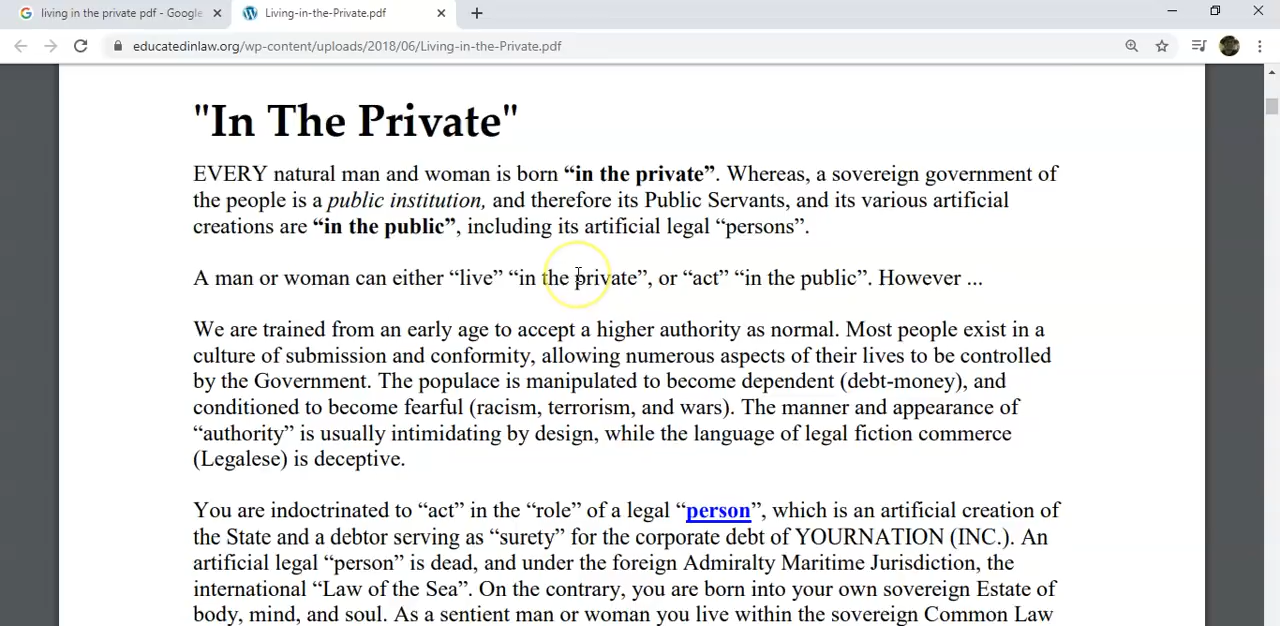 living in the private pdf - Google
Living-in-the-Private.pdf
educatedinlaw.org/wp-content/uploads/2018/06/Living-in-the-Private.pdf
"In The Private"
EVERY natural man and woman is born “in the private”. Whereas, a sovereign government of
the people is a public institution, and therefore its Public Servants, and its various artificial
creations are “in the public”, including its artificial legal “persons”.
A man or woman can either “live” “in the private”, or “act” “in the public”. However ...
We are trained from an early age to accept a higher authority as normal. Most people exist in a
culture of submission and conformity, allowing numerous aspects of their lives to be controlled
by the Government. The populace is manipulated to become dependent (debt-money), and
conditioned to become fearful (racism, terrorism, and wars). The manner and appearance of
“authority” is usually intimidating by design, while the language of legal fiction commerce
(Legalese) is deceptive.
You are indoctrinated to “act” in the “role” of a legal “person”, which is an artificial creation of
the State and a debtor serving as “surety” for the corporate debt of YOURNATION (INC.). An
artificial legal “person” is dead, and under the foreign Admiralty Maritime Jurisdiction, the
international “Law of the Sea”. On the contrary, you are born into your own sovereign Estate of
body, mind, and soul. As a sentient man or woman you live within the sovereign Common Law